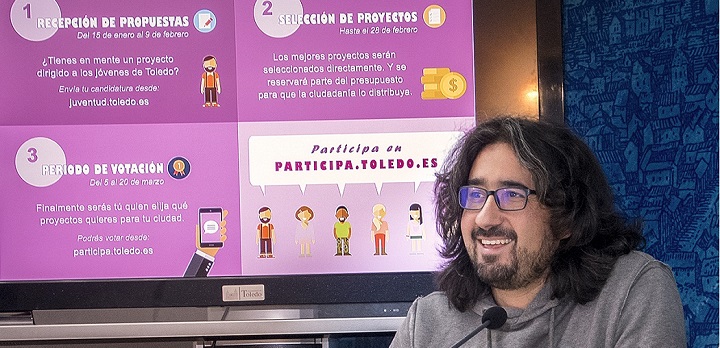 1
RECEPCIÓN DE PROPUESTAS
Del 15 de enero al 9 de febrero
¿Tienes en mente un proyecto
dirigido a los jóvenes de Toledo?
Envía tu candidatura desde:
juventud.toledo.es
2
SELECCIÓN DE PROYECTOS
Hasta el 28 de febrero
Los mejores proyectos serán
seleccionados directamente. Y se
reservará parte del presupuesto
para que la ciudadanía lo distribuya.
3
PERÍODO DE VOTACIÓN
Del 5 al 20 de marzo
Finalmente serás tú quien elija qué
proyectos quieres para tu ciudad.
Podrás votar desde:
participa.toledo.es
Participa en
PARTICIPA.TOLEDO.ES
Toledo